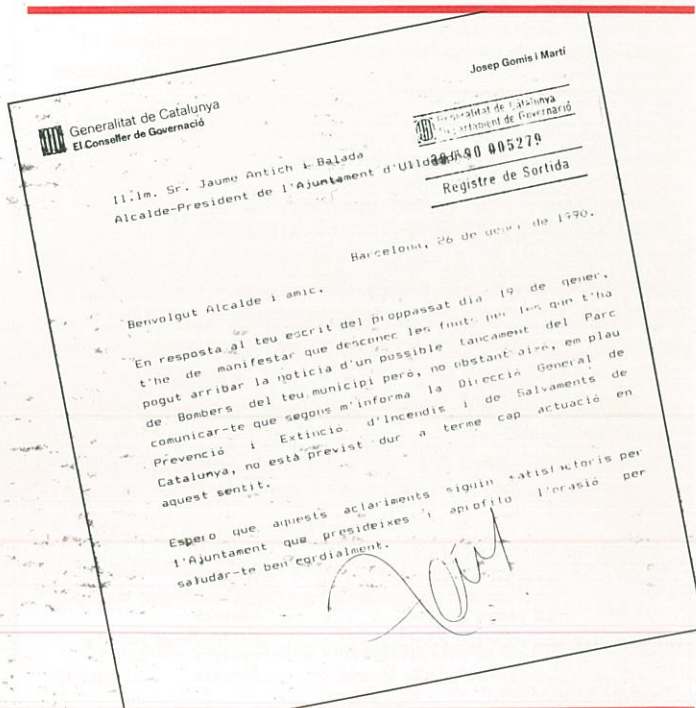 Josep Gomis i Martí
Generalitat de Catalunya
El Conseller de Governació
Generalitat de Catalunya
Departament de Governació
005279
Registre de Sortida
Il.lm. Sr. Jaume Antich i Balada
Alcalde-President de l'Ajuntament
Barcelona, 26 de gener de 1990.
Benvolgut Alcalde i amic.
En resposta al teu escrit del proppassat dia 19 de gener,
t'he de manifestar que desconec les fonts per les que t'ha
pogut arribar la noticia d'un possible tancament del Parc
de Bombers del teu municipi però, no obstant això, em plau
comunicar-te que segons m'informa la Direcció General de
Prevenció i Extinció d'Incendis i de Salvaments de
Catalunya, no està previst dur a terme cap actuació en
aquest sentit.
Espero que aquests aclariments siguin satisfactoris per
l'Ajuntament que presideixes i aprofito l'ocasió per
saludar-te ben cordialment.